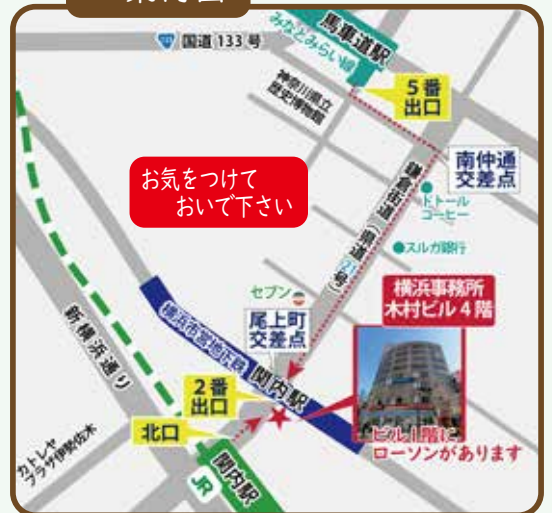 案内図
馬車道駅
みなとみらい線
国道133号
5番
出口
神奈川県立
歴史博物館
南仲通
交差点
お気をつけて
おいで下さい
鎌倉街道(県道21号)
ドトール
コーヒー
スルガ銀行
横浜事務所
木村ビル4階
セブン
尾上町
交差点
横浜市営地下鉄
関内駅
新横浜通り
2番
出口
北口
カトレヤ
プラザ伊勢佐木
関内駅
JR
ビル1階に
ローソンがあります